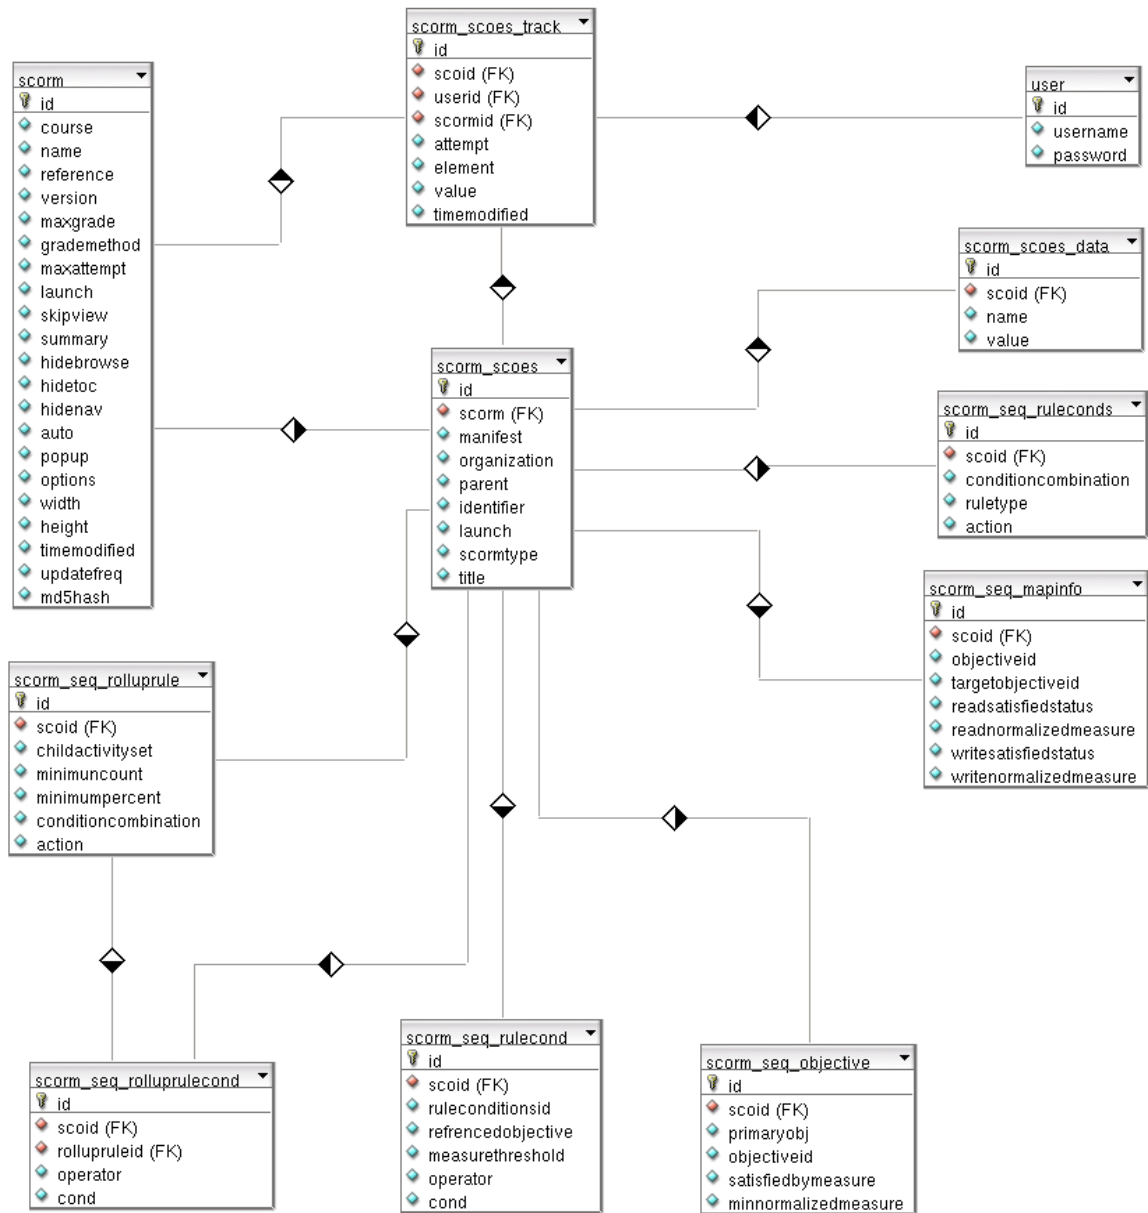 scorm_scoes_track
id
scoid (FK)
userid (FK)
scormid (FK)
attempt
element
value
timemodified
scorm
id
course
name
reference
version
maxgrade
grademethod
maxattempt
launch
skipview
summary
hidebrowse
hidetoc
hidenav
auto
popup
options
width
height
timemodified
updatefreq
md5hash
user
id
username
password
scorm_scoes_data
id
scoid (FK)
name
value
scorm_scoes
id
scorm (FK)
manifest
organization
parent
identifier
launch
scormtype
title
scorm_seq_ruleconds
id
scoid (FK)
conditioncombination
ruletype
action
scorm_seq_mapinfo
id
scoid (FK)
objectiveid
targetobjectiveid
readsatisfiedstatus
readnormalizedmeasure
writesatisfiedstatus
writenormalizedmeasure
scorm_seq_rolluprule
id
scoid (FK)
childactivityset
minimuncount
minimumpercent
conditioncombination
action
scorm_seq_rolluprulecond
id
scoid (FK)
rollupruleid (FK)
operator
cond
scorm_seq_rulecond
id
scoid (FK)
ruleconditionsid
refrencedobjective
measurethreshold
operator
cond
scorm_seq_objective
id
scoid (FK)
primaryobj
objectiveid
satisfiedbymeasure
minnormalizedmeasure